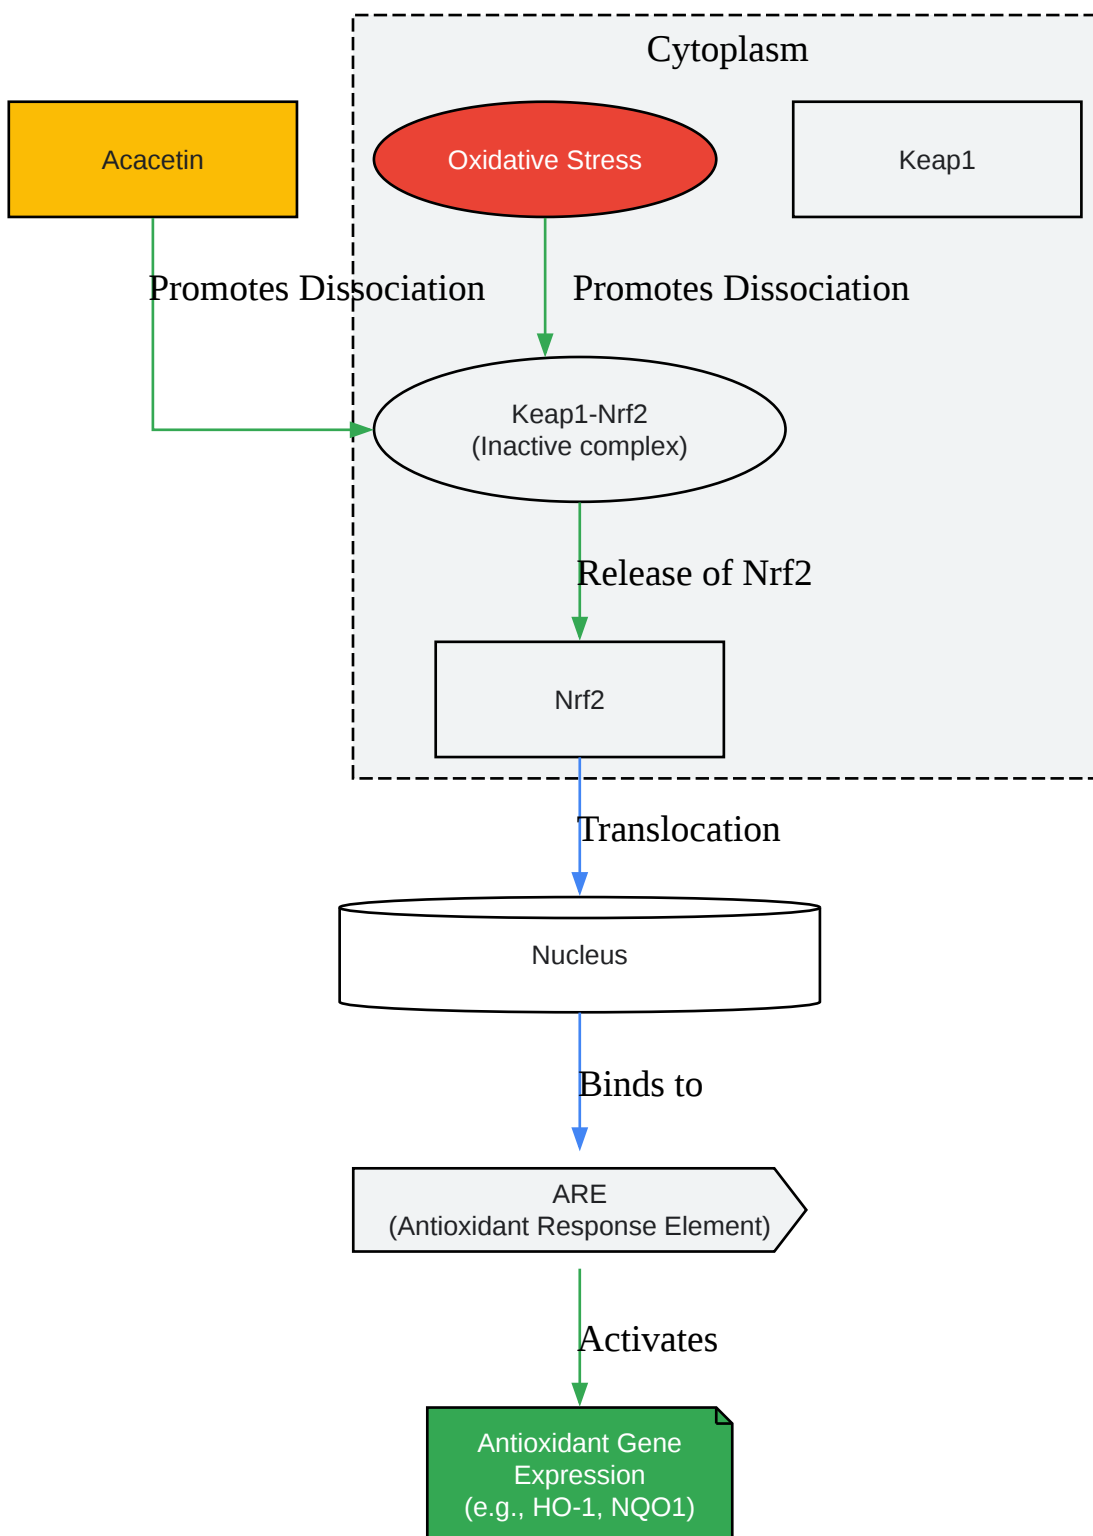 Cytoplasm
Acacetin
Oxidative Stress
Keap1
Promotes Dissociation
Promotes Dissociation
Keap1-Nrf2
(Inactive complex)
Release of Nrf2
Nrf2
Translocation
Nucleus
Binds to
ARE
(Antioxidant Response Element)
Activates
Antioxidant Gene
Expression
(e.g., HO-1, NQO1)